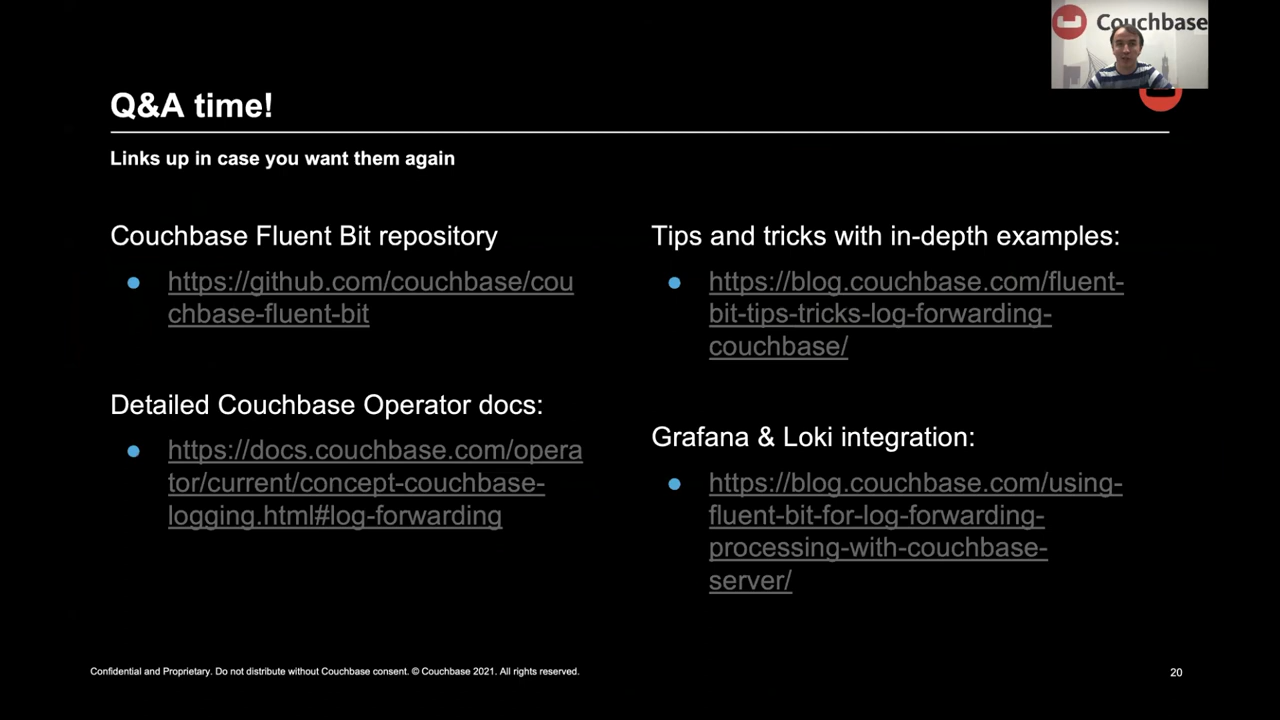 Couchbase
Q&A time!
Links up in case you want them again
Couchbase Fluent Bit repository
https://github.com/couchbase/cou
chbase-fluent-bit
Detailed Couchbase Operator docs:
https://docs.couchbase.com/opera
tor/current/concept-couchbase-
logging.html#log-forwarding
Tips and tricks with in-depth examples:
https://blog.couchbase.com/fluent-
bit-tips-tricks-log-forwarding-
couchbase/
Grafana & Loki integration:
https://blog.couchbase.com/using-
fluent-bit-for-log-forwarding-
processing-with-couchbase-
server/
Confidential and Proprietary. Do not distribute without Couchbase consent. © Couchbase 2021. All rights reserved.
20